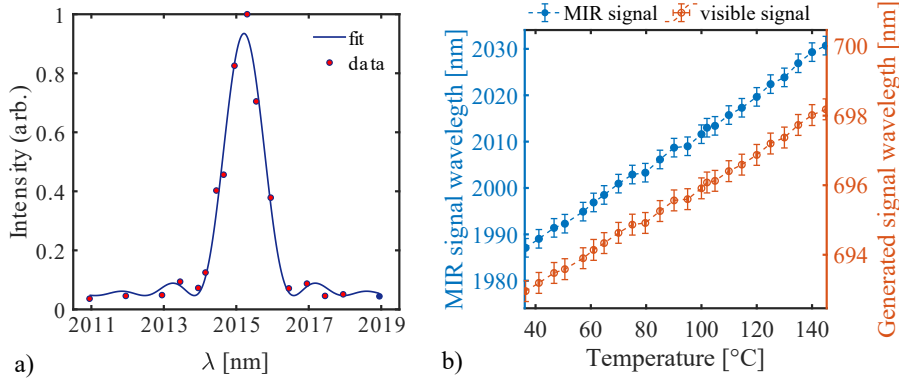 fit
data
1
0.8
0.6
0.4
0.2
0
2011 2013 2015 2017 2019
Intensity (arb.)
λ [nm]
a)
MIR signal visible signal
MIR signal wavelegth [nm]
2030
2020
2010
2000
1990
1980
40 60 80 100 120 140
Temperature [°C]
700
698
696
694
Generated signal wavelegth [nm]
b)